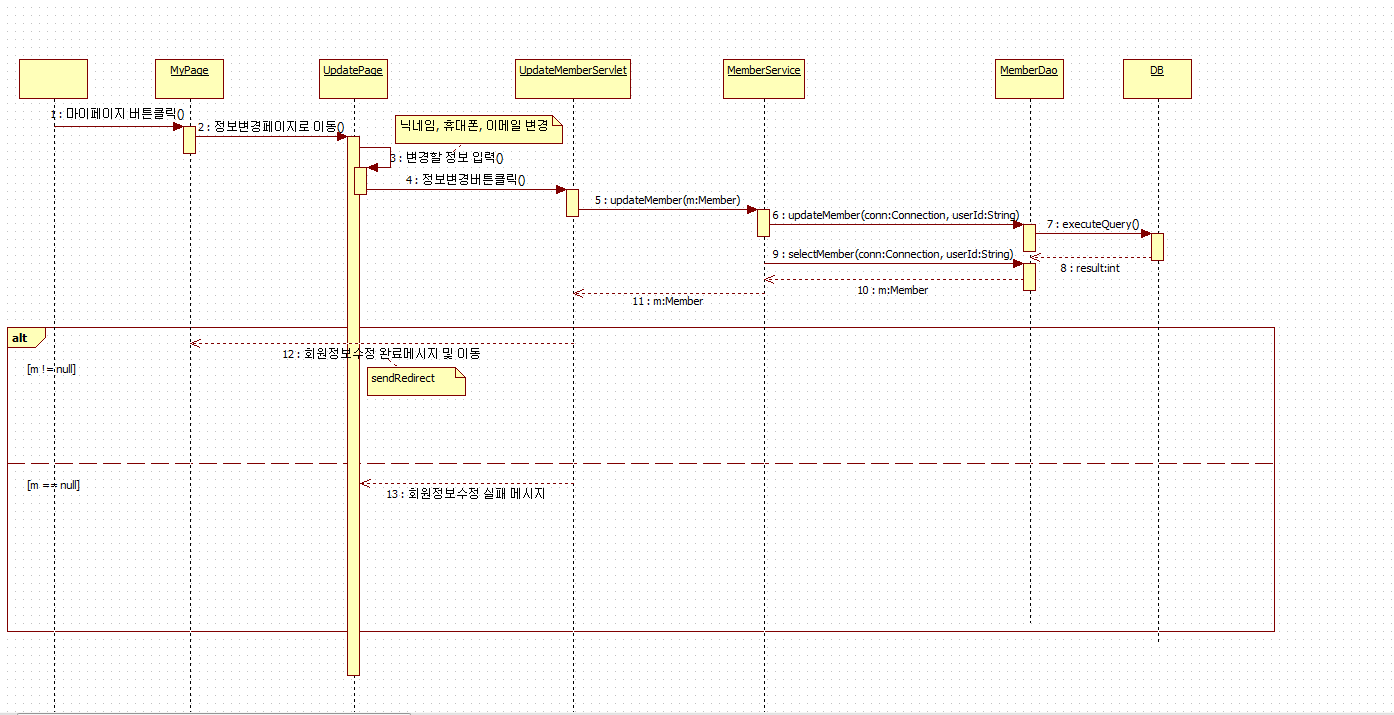 MyPage
UpdatePage
UpdateMemberServlet
MemberService
MemberDao
DB
1 : 마이페이지 버튼클릭()
2 : 정보변경페이지로 이동()
닉네임, 휴대폰, 이메일 변경
3 : 변경할 정보 입력()
4 : 정보변경버튼클릭()
5 : updateMember(m:Member)
6 : updateMember(conn:Connection, userId:String)
7 : executeQuery()
9 : selectMember(conn:Connection, userId:String)
8 : result:int
10 : m:Member
11 : m:Member
alt
12 : 회원정보수정 완료메시지 및 이동
[m != null]
sendRedirect
[m == null]
13 : 회원정보수정 실패 메시지